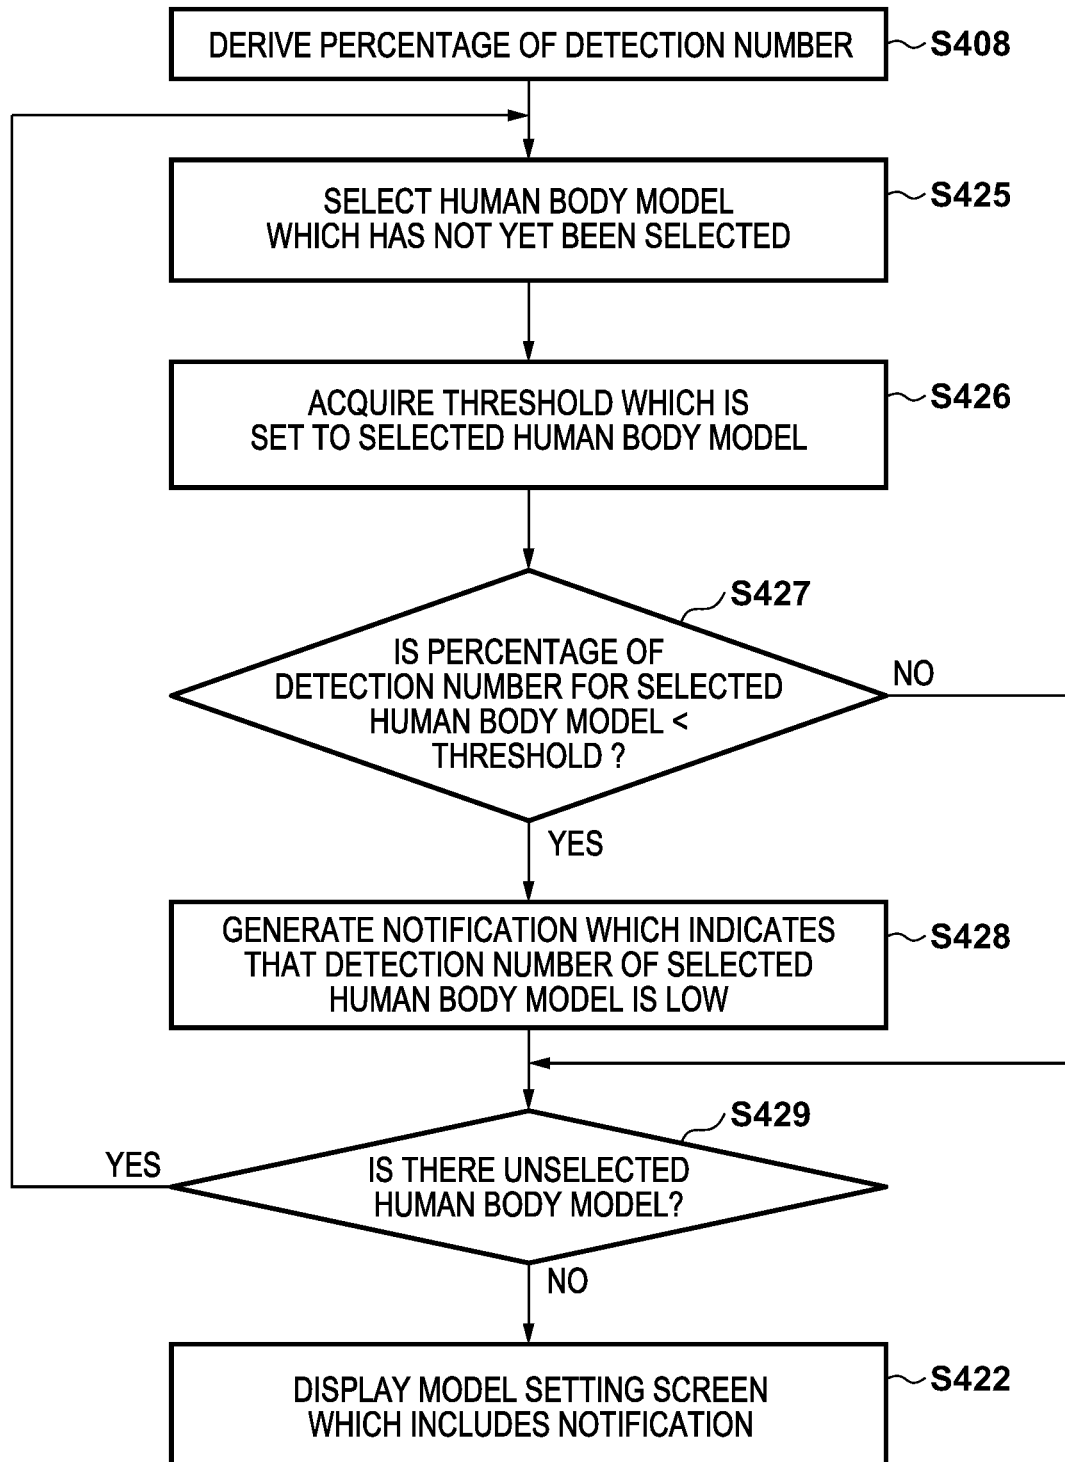 DERIVE PERCENTAGE OF DETECTION NUMBER
S408
SELECT HUMAN BODY MODEL
WHICH HAS NOT YET BEEN SELECTED
S425
ACQUIRE THRESHOLD WHICH IS
SET TO SELECTED HUMAN BODY MODEL
S426
S427
IS PERCENTAGE OF
DETECTION NUMBER FOR SELECTED
HUMAN BODY MODEL <
THRESHOLD ?
NO
YES
GENERATE NOTIFICATION WHICH INDICATES
THAT DETECTION NUMBER OF SELECTED
HUMAN BODY MODEL IS LOW
S428
S429
YES
IS THERE UNSELECTED
HUMAN BODY MODEL?
NO
DISPLAY MODEL SETTING SCREEN
WHICH INCLUDES NOTIFICATION
S422